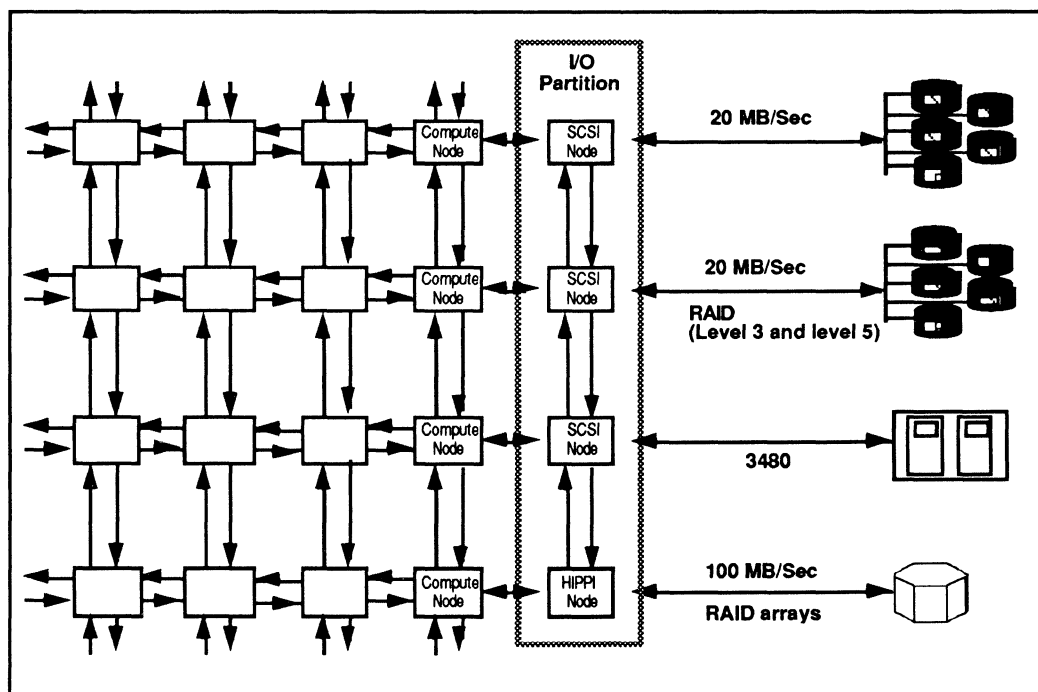 I/O
Partition
Compute
Node
SCSI
Node
20 MB/Sec
Compute
Node
SCSI
Node
20 MB/Sec
RAID
(Level 3 and level 5)
Compute
Node
SCSI
Node
3480
Compute
Node
HIPPI
Node
100 MB/Sec
RAID arrays